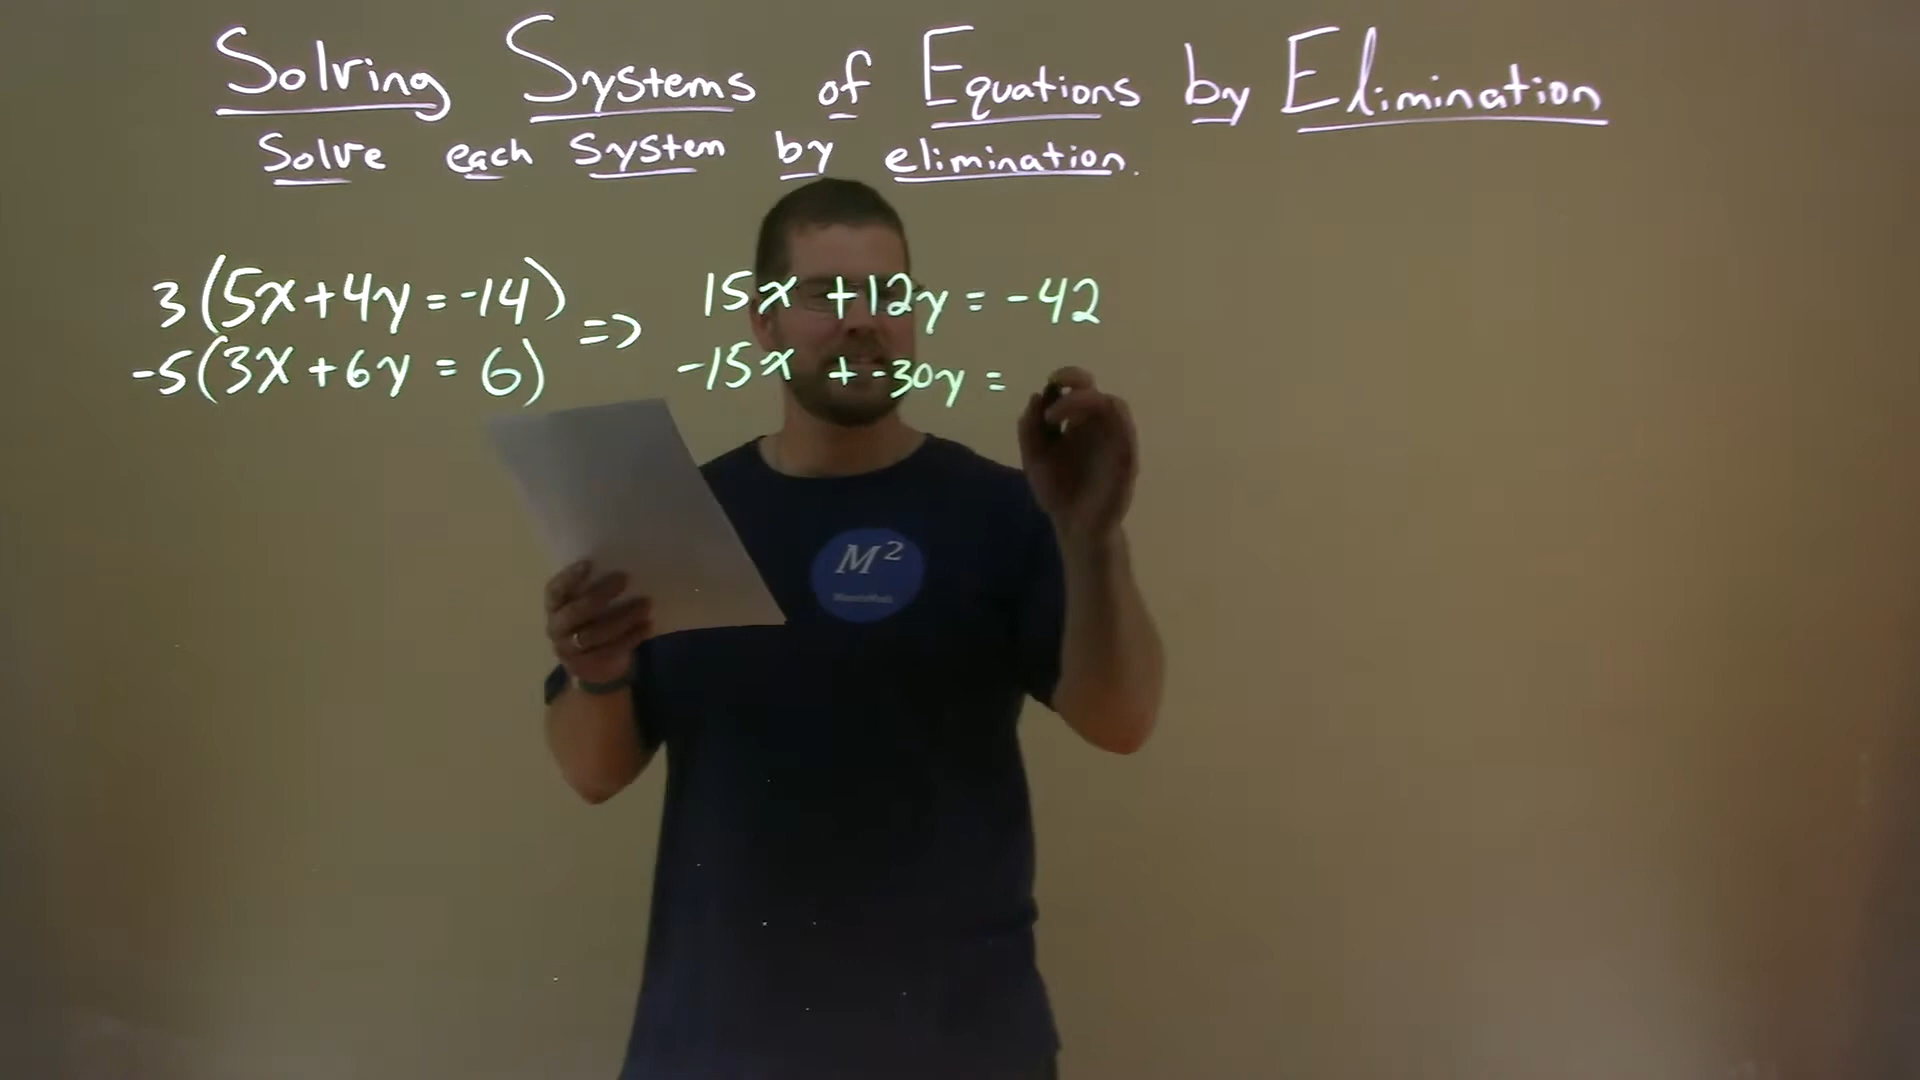 Solving Systems of Equations by Elimination
Solve each system by elimination.
3(5x+4y=-14) => 15x +12y = -42
-5(3x+6y = 6) -15x + -30y =
M²